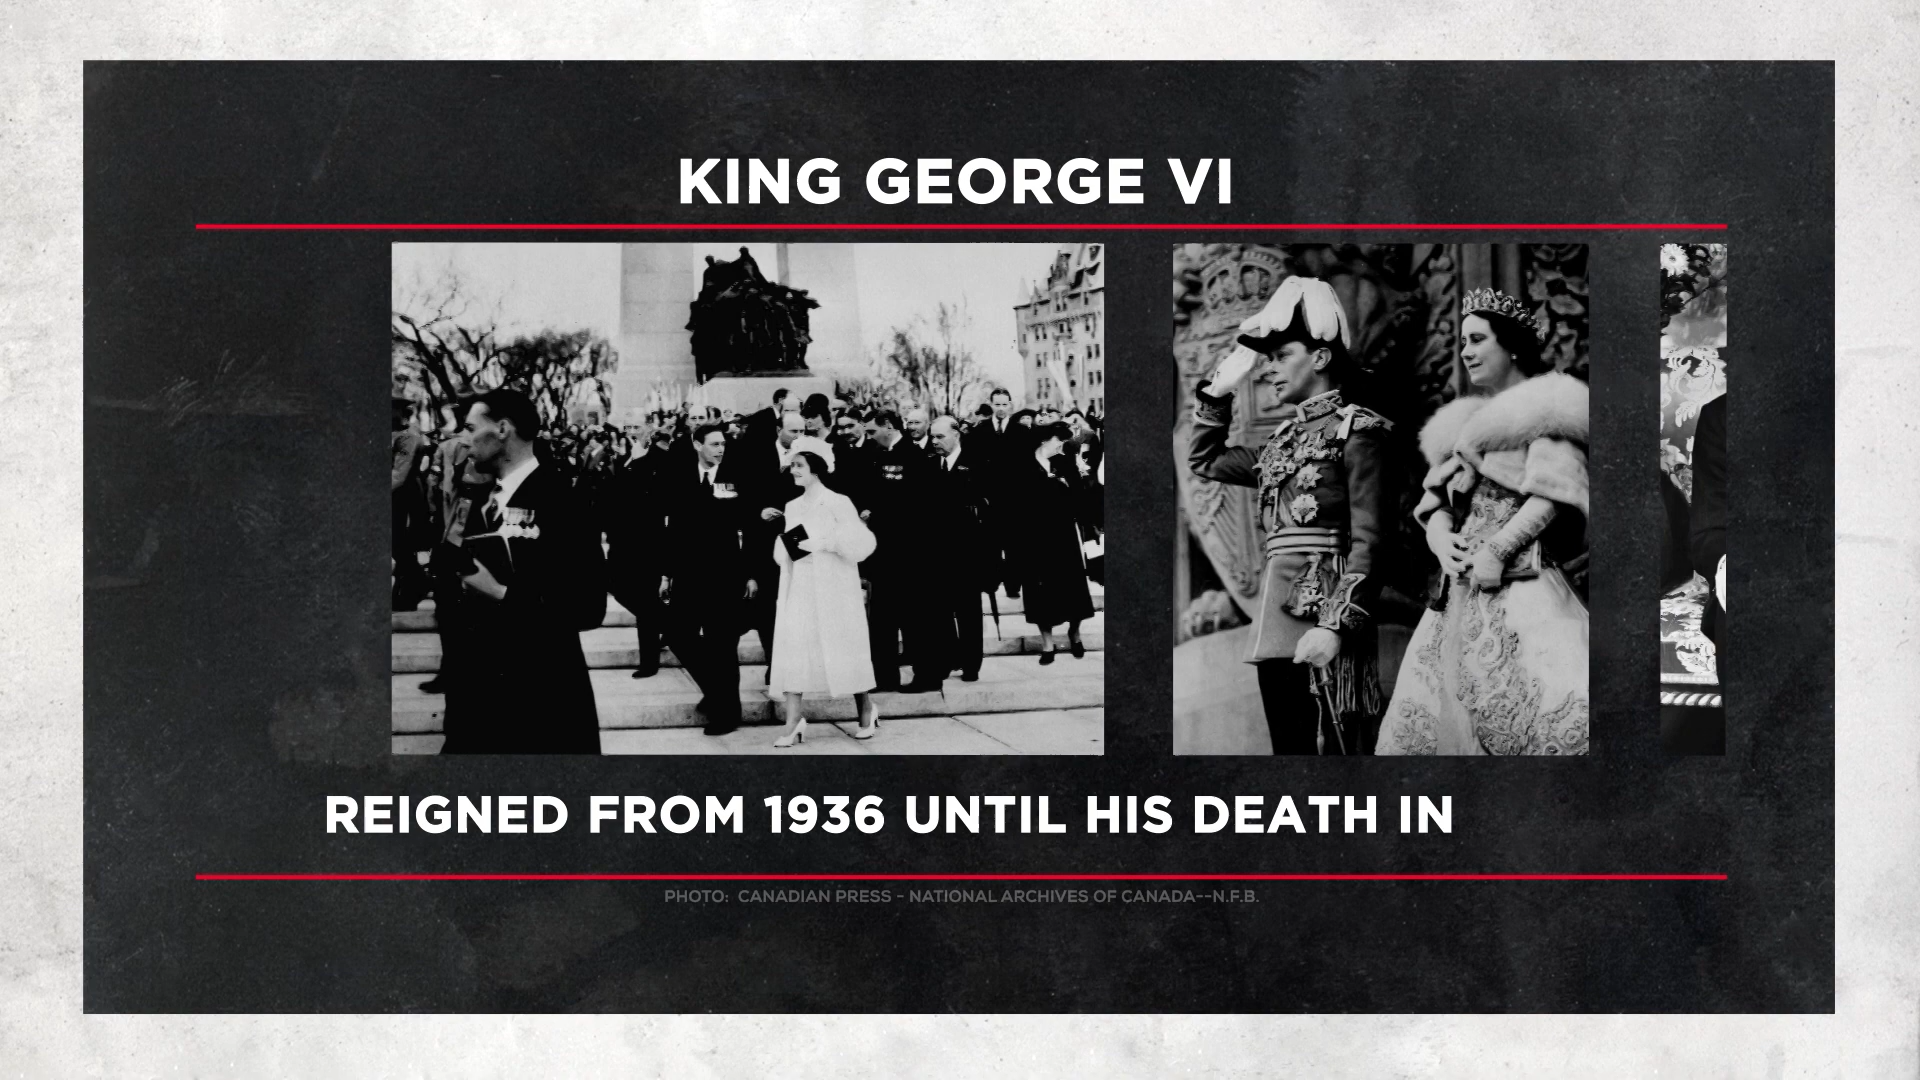 KING GEORGE VI
REIGNED FROM 1936 UNTIL HIS DEATH IN
PHOTO: CANADIAN PRESS - NATIONAL ARCHIVES OF CANADA--N.F.B.